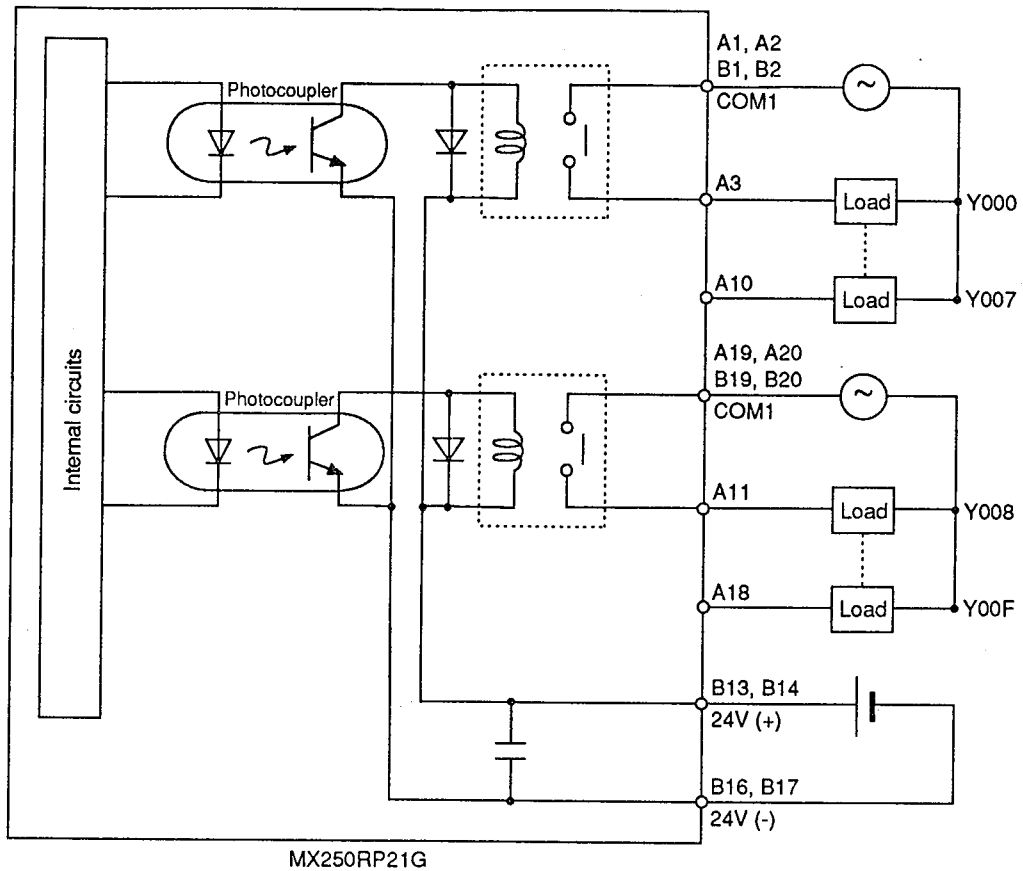 A1, A2
B1, B2
COM1
Photocoupler
~
A3
Load
Y000
A10
Load
Y007
Internal circuits
A19, A20
B19, B20
COM1
Photocoupler
~
A11
Load
Y008
A18
Load
Y00F
B13, B14
24V (+)
B16, B17
24V (-)
MX250RP21G